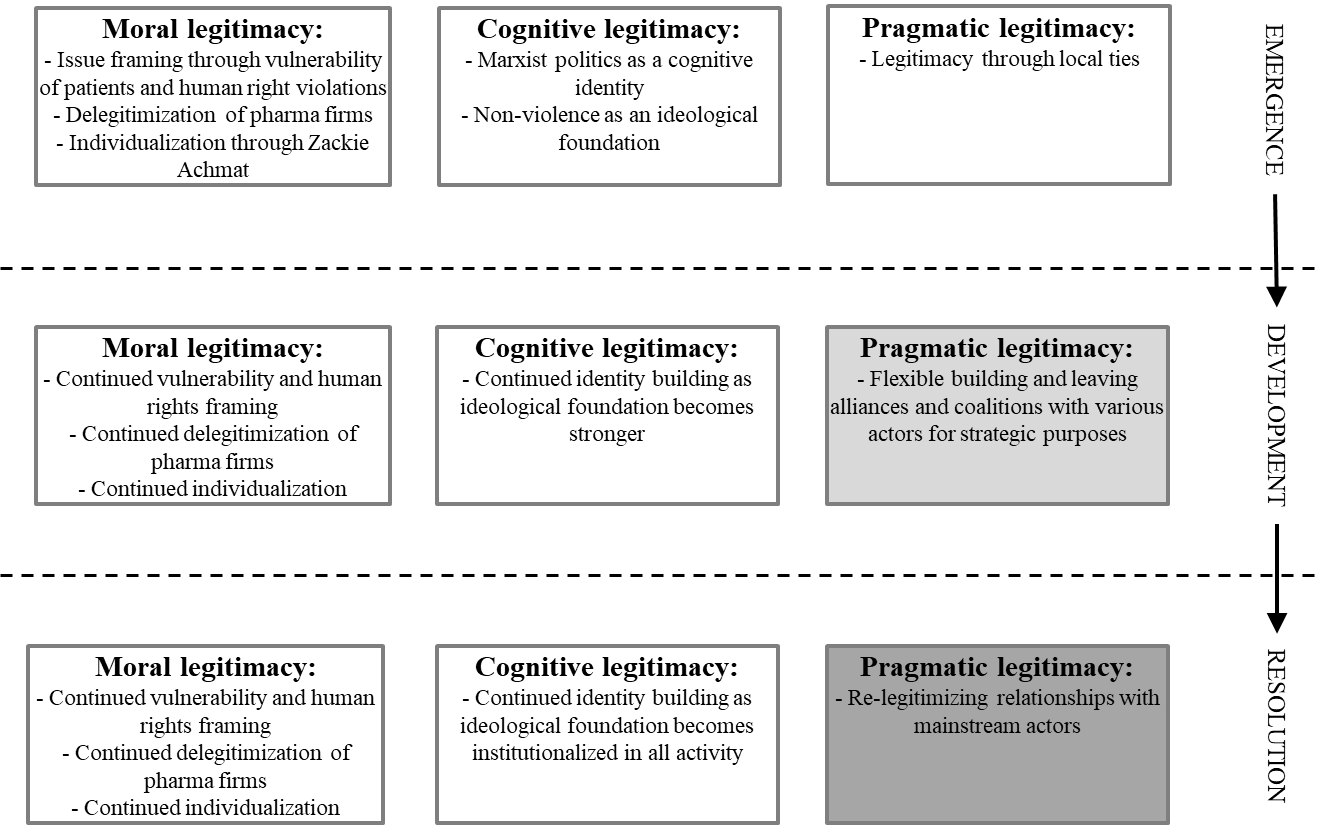 Moral legitimacy:
- Issue framing through vulnerability
of patients and human right violations
- Delegitimization of pharma firms
- Individualization through Zackie
Achmat
Cognitive legitimacy:
- Marxist politics as a cognitive
identity
- Non-violence as an ideological
foundation
Pragmatic legitimacy:
- Legitimacy through local ties
EMERGENCE
Moral legitimacy:
- Continued vulnerability and human
rights framing
- Continued delegitimization of
pharma firms
- Continued individualization
Cognitive legitimacy:
- Continued identity building as
ideological foundation becomes
stronger
Pragmatic legitimacy:
- Flexible building and leaving
alliances and coalitions with various
actors for strategic purposes
DEVELOPMENT
Moral legitimacy:
- Continued vulnerability and human
rights framing
- Continued delegitimization of
pharma firms
- Continued individualization
Cognitive legitimacy:
- Continued identity building as
ideological foundation becomes
institutionalized in all activity
Pragmatic legitimacy:
- Re-legitimizing relationships with
mainstream actors
RESOLUTION